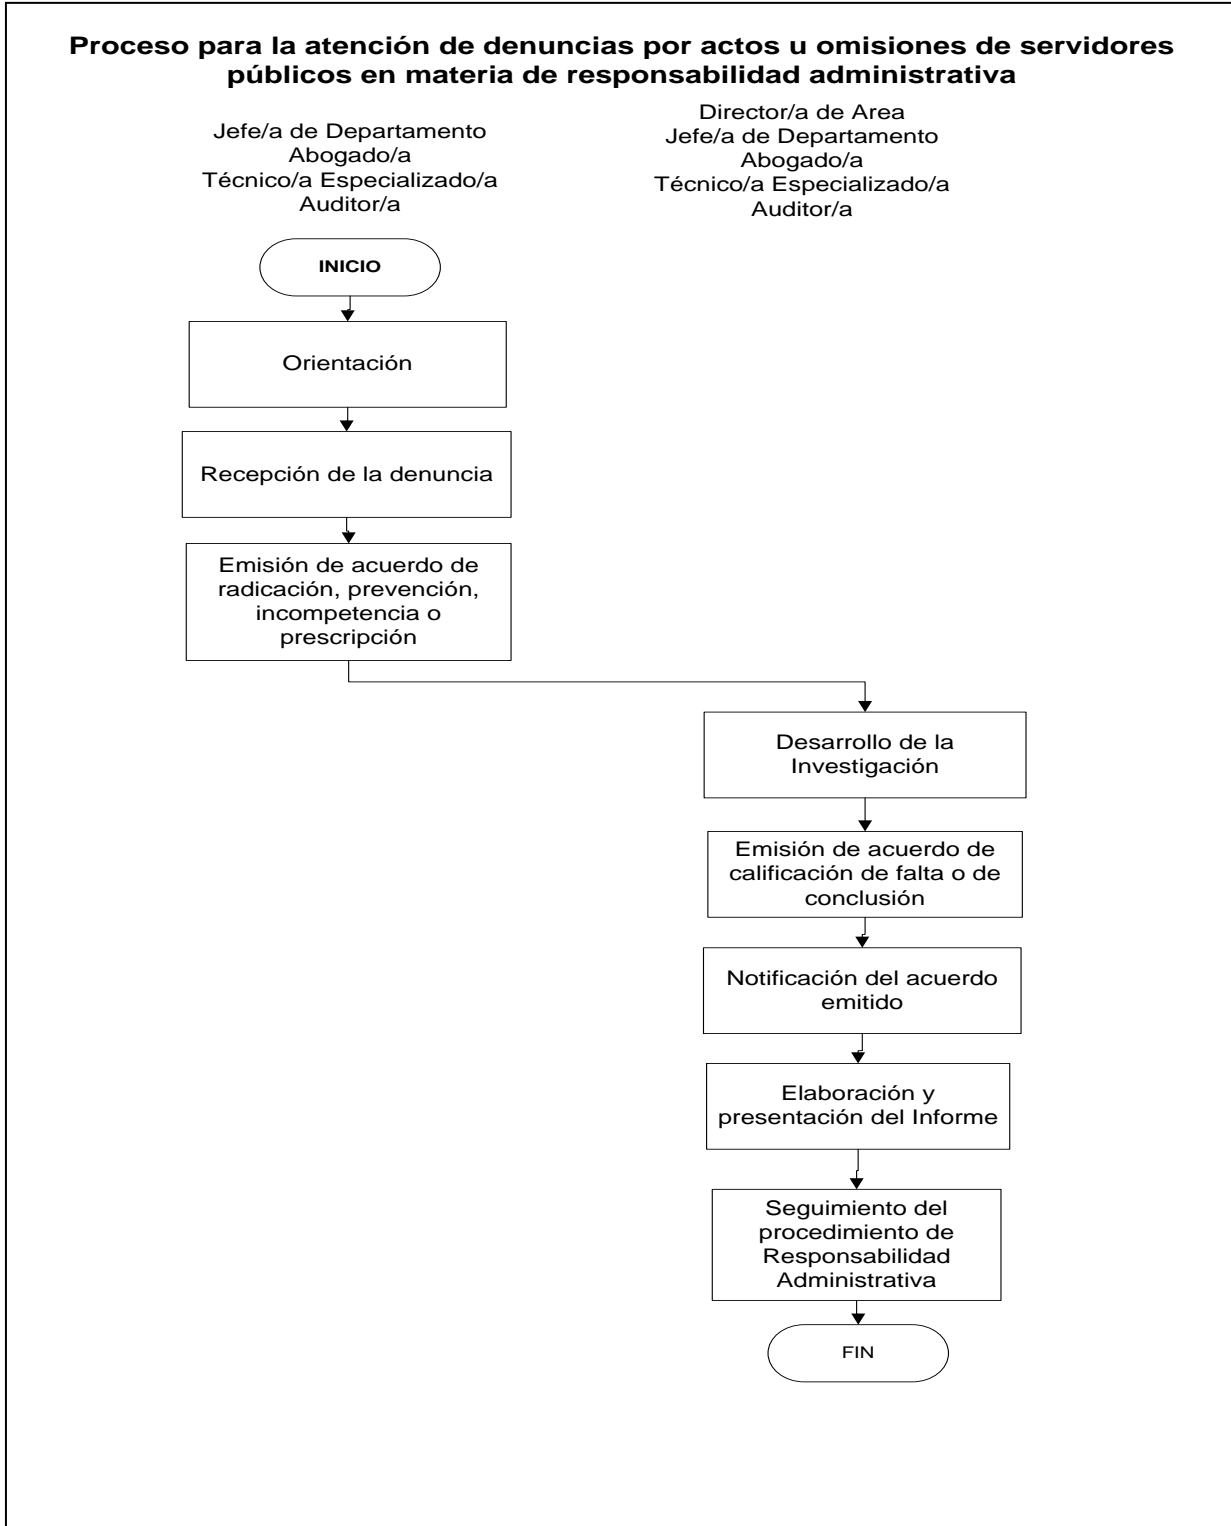 Proceso para la atención de denuncias por actos u omisiones de servidores
públicos en materia de responsabilidad administrativa
Jefe/a de Departamento
Abogado/a
Técnico/a Especializado/a
Auditor/a
Director/a de Area
Jefe/a de Departamento
Abogado/a
Técnico/a Especializado/a
Auditor/a
INICIO
Orientación
Recepción de la denuncia
Emisión de acuerdo de
radicación, prevención,
incompetencia o
prescripción
Desarrollo de la
Investigación
Emisión de acuerdo de
calificación de falta o de
conclusión
Notificación del acuerdo
emitido
Elaboración y
presentación del Informe
Seguimiento del
procedimiento de
Responsabilidad
Administrativa
FIN